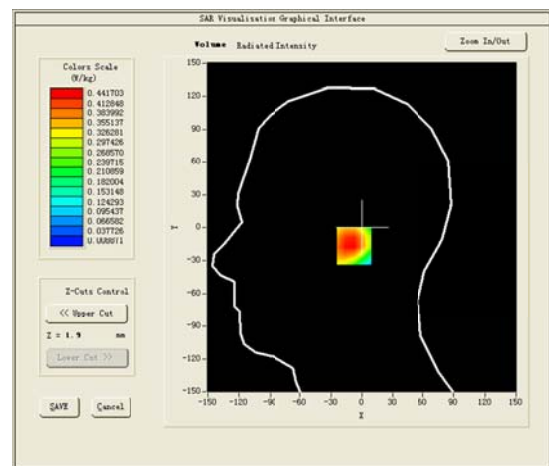 SAR Visualisation Graphical Interface
Volume Radiated Intensity
Zoom In/Out
Colors Scale
(W/kg)
0.441703
0.412848
0.383992
0.355137
0.326281
0.297426
0.268570
0.239715
0.210859
0.182004
0.153148
0.124293
0.095437
0.066582
0.037726
0.008871
Z-Cuts Control
<< Upper Cut
Z = 1.9 mm
Lower Cut >>
SAVE Cancel
150
120
90
60
30
0
-30
-60
-90
-120
-150
Y
-150 -120 -90 -60 -30 0 30 60 90 120 150
X